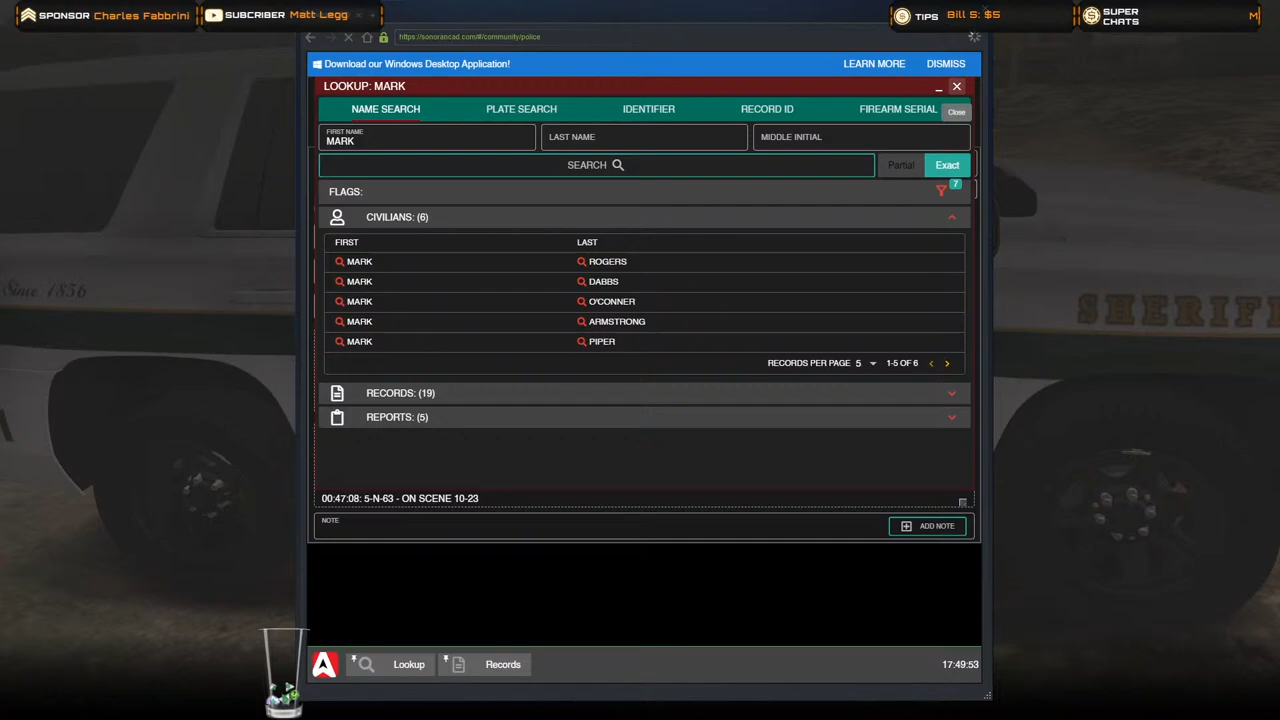 SPONSOR Charles Fabbrini
SUBCRIBER Matt Legg
TIPS Bill S: $5
SUPER CHATS M
https://sonorancad.com/#/community/police
Download our Windows Desktop Application!
LEARN MORE
DISMISS
LOOKUP: MARK
NAME SEARCH
PLATE SEARCH
IDENTIFIER
RECORD ID
FIREARM SERIAL
Close
FIRST NAME
MARK
LAST NAME
MIDDLE INITIAL
SEARCH
Partial
Exact
FLAGS:
7
CIVILIANS: (6)
FIRST LAST
MARK ROGERS
MARK DABBS
MARK O'CONNER
MARK ARMSTRONG
MARK PIPER
RECORDS PER PAGE 5 1-5 OF 6
RECORDS: (19)
REPORTS: (5)
00:47:08: 5-N-63 - ON SCENE 10-23
NOTE
ADD NOTE
Lookup
Records
17:49:53
Since 1856
SHERIFF